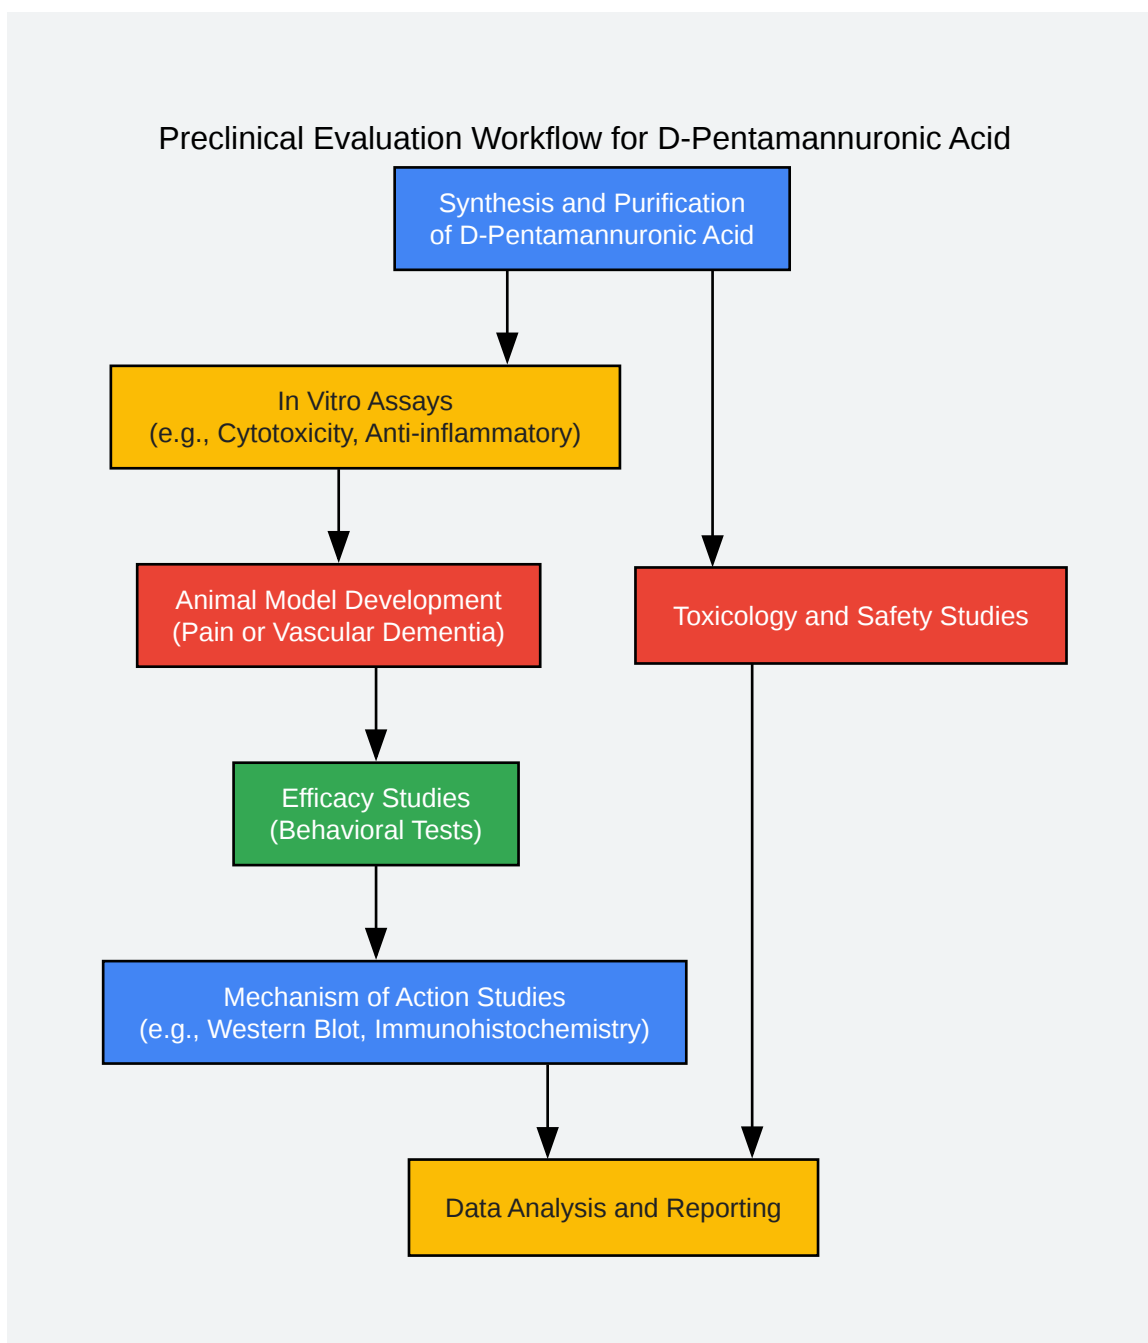 Preclinical Evaluation Workflow for D-Pentamannuronic Acid
Synthesis and Purification
of D-Pentamannuronic Acid
In Vitro Assays
(e.g., Cytotoxicity, Anti-inflammatory)
Animal Model Development
(Pain or Vascular Dementia)
Toxicology and Safety Studies
Efficacy Studies
(Behavioral Tests)
Mechanism of Action Studies
(e.g., Western Blot, Immunohistochemistry)
Data Analysis and Reporting